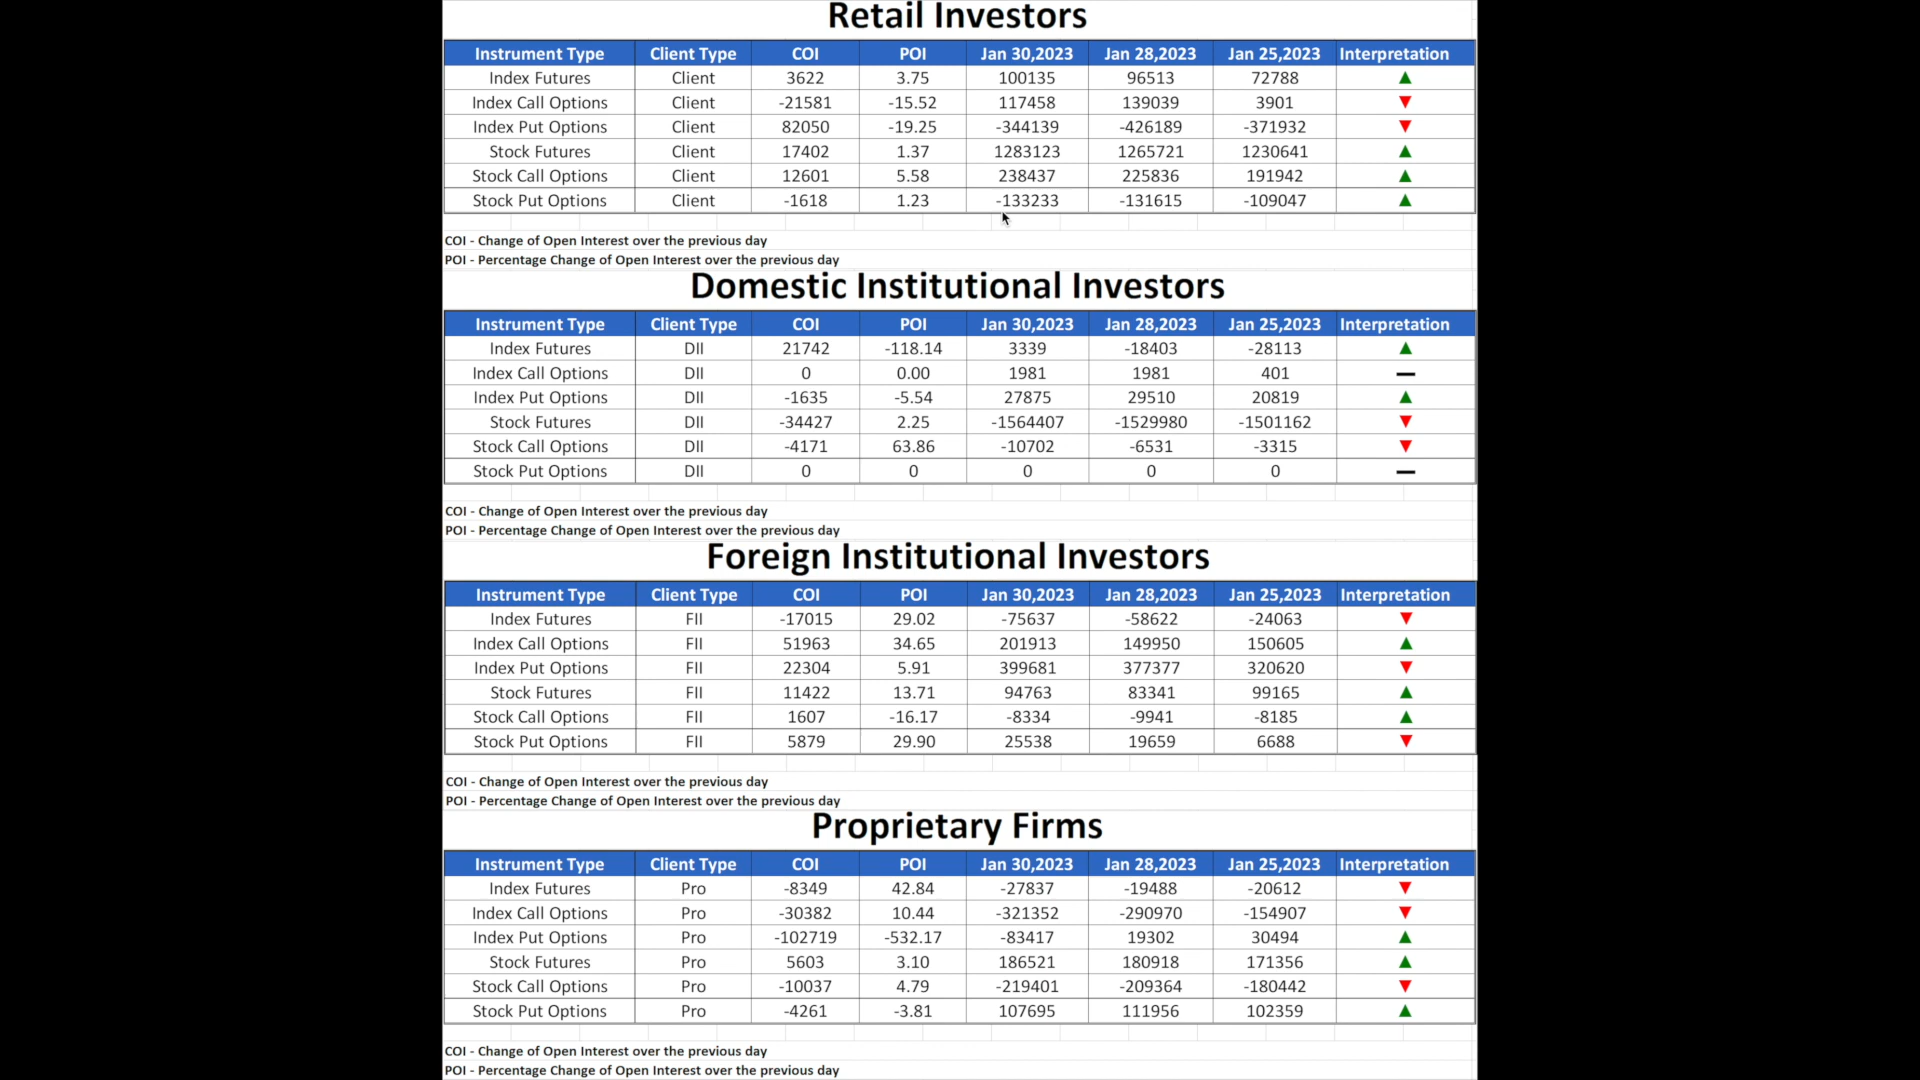 Retail Investors
Instrument Type Client Type COI POI Jan 30,2023 Jan 28,2023 Jan 25,2023 Interpretation
Index Futures Client 3622 3.75 100135 96513 72788
Index Call Options Client -21581 -15.52 117458 139039 3901
Index Put Options Client 82050 -19.25 -344139 -426189 -371932
Stock Futures Client 17402 1.37 1283123 1265721 1230641
Stock Call Options Client 12601 5.58 238437 225836 191942
Stock Put Options Client -1618 1.23 -133233 -131615 -109047
COI - Change of Open Interest over the previous day
POI - Percentage Change of Open Interest over the previous day
Domestic Institutional Investors
Instrument Type Client Type COI POI Jan 30,2023 Jan 28,2023 Jan 25,2023 Interpretation
Index Futures DII 21742 -118.14 3339 -18403 -28113
Index Call Options DII 0 0.00 1981 1981 401
Index Put Options DII -1635 -5.54 27875 29510 20819
Stock Futures DII -34427 2.25 -1564407 -1529980 -1501162
Stock Call Options DII -4171 63.86 -10702 -6531 -3315
Stock Put Options DII 0 0 0 0 0
COI - Change of Open Interest over the previous day
POI - Percentage Change of Open Interest over the previous day
Foreign Institutional Investors
Instrument Type Client Type COI POI Jan 30,2023 Jan 28,2023 Jan 25,2023 Interpretation
Index Futures FII -17015 29.02 -75637 -58622 -24063
Index Call Options FII 51963 34.65 201913 149950 150605
Index Put Options FII 22304 5.91 399681 377377 320620
Stock Futures FII 11422 13.71 94763 83341 99165
Stock Call Options FII 1607 -16.17 -8334 -9941 -8185
Stock Put Options FII 5879 29.90 25538 19659 6688
COI - Change of Open Interest over the previous day
POI - Percentage Change of Open Interest over the previous day
Proprietary Firms
Instrument Type Client Type COI POI Jan 30,2023 Jan 28,2023 Jan 25,2023 Interpretation
Index Futures Pro -8349 42.84 -27837 -19488 -20612
Index Call Options Pro -30382 10.44 -321352 -290970 -154907
Index Put Options Pro -102719 -532.17 -83417 19302 30494
Stock Futures Pro 5603 3.10 186521 180918 171356
Stock Call Options Pro -10037 4.79 -219401 -209364 -180442
Stock Put Options Pro -4261 -3.81 107695 111956 102359
COI - Change of Open Interest over the previous day
POI - Percentage Change of Open Interest over the previous day